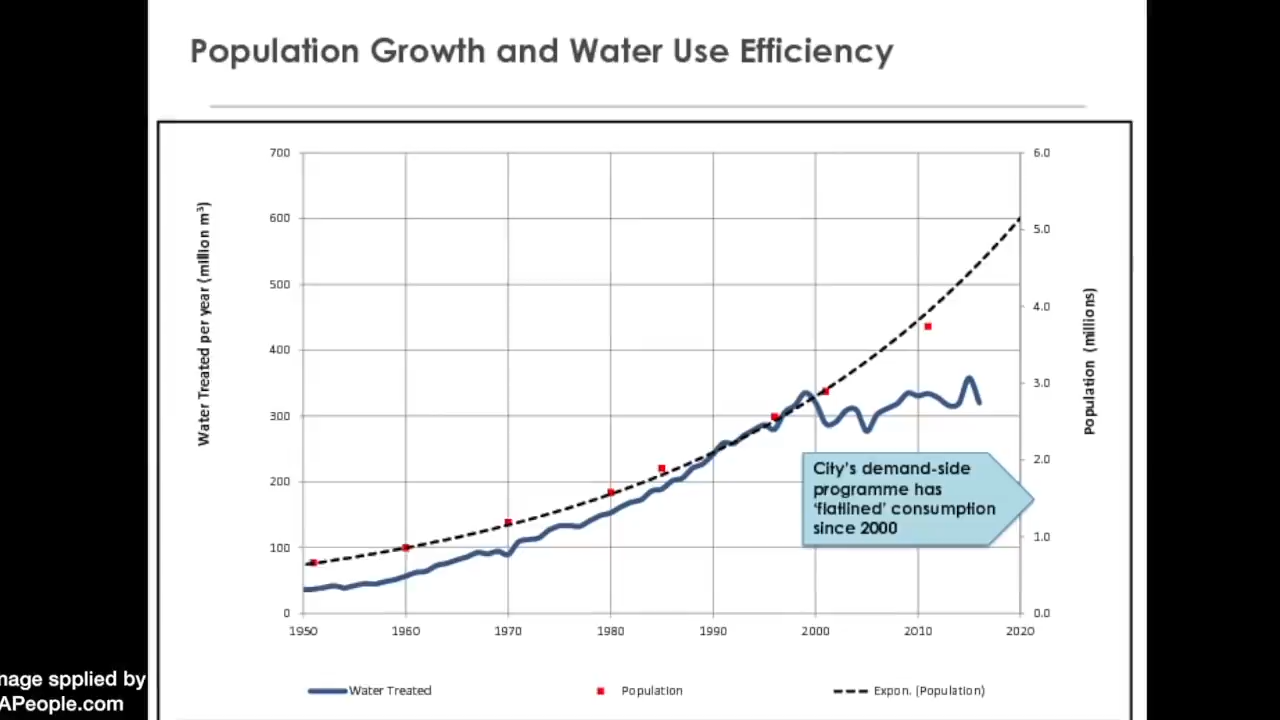 Population Growth and Water Use Efficiency
700
600
500
400
300
200
100
0
Water Treated per year (million m³)
6.0
5.0
4.0
3.0
2.0
1.0
0.0
Population (millions)
City's demand-side
programme has
'flatlined' consumption
since 2000
1950 1960 1970 1980 1990 2000 2010 2020
Water Treated Population Expon. (Population)
mage spplied by
APeople.com